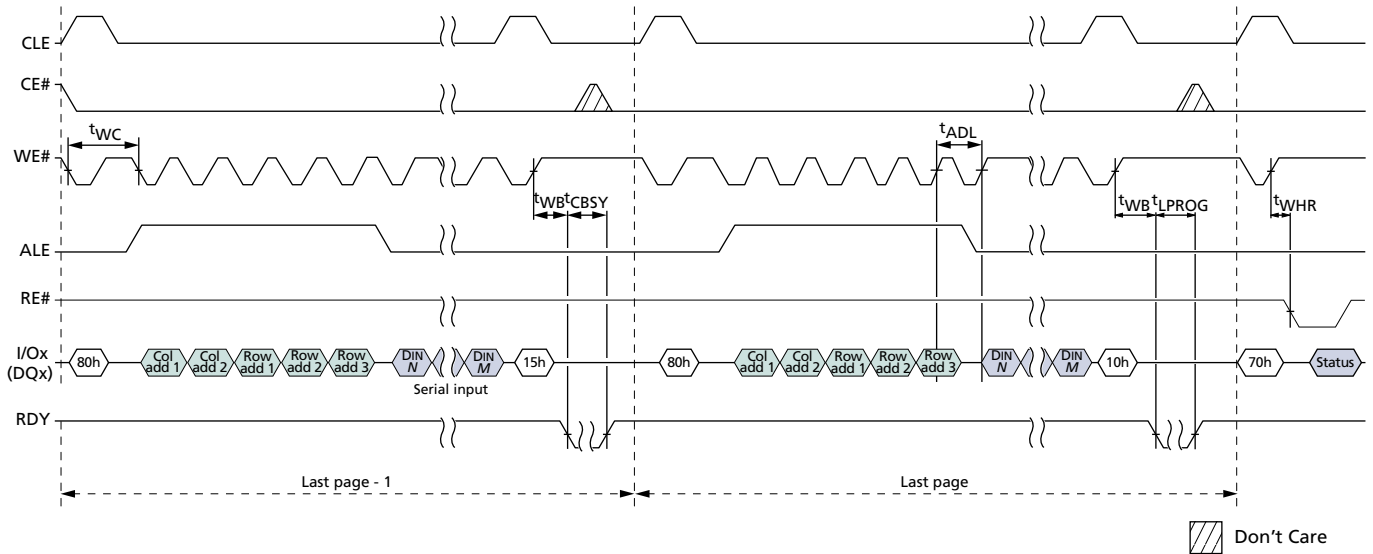 CLE
CE#
tWC
tADL
WE#
tWB tCBSY
tWB tLPROG
tWHR
ALE
RE#
I/Ox
(DQx)
80h
Col
add 1
Col
add 2
Row
add 1
Row
add 2
Row
add 3
DIN
N
DIN
M
15h
80h
Col
add 1
Col
add 2
Row
add 1
Row
add 2
Row
add 3
DIN
N
DIN
M
10h
70h
Status
Serial input
RDY
Last page - 1
Last page
Don't Care